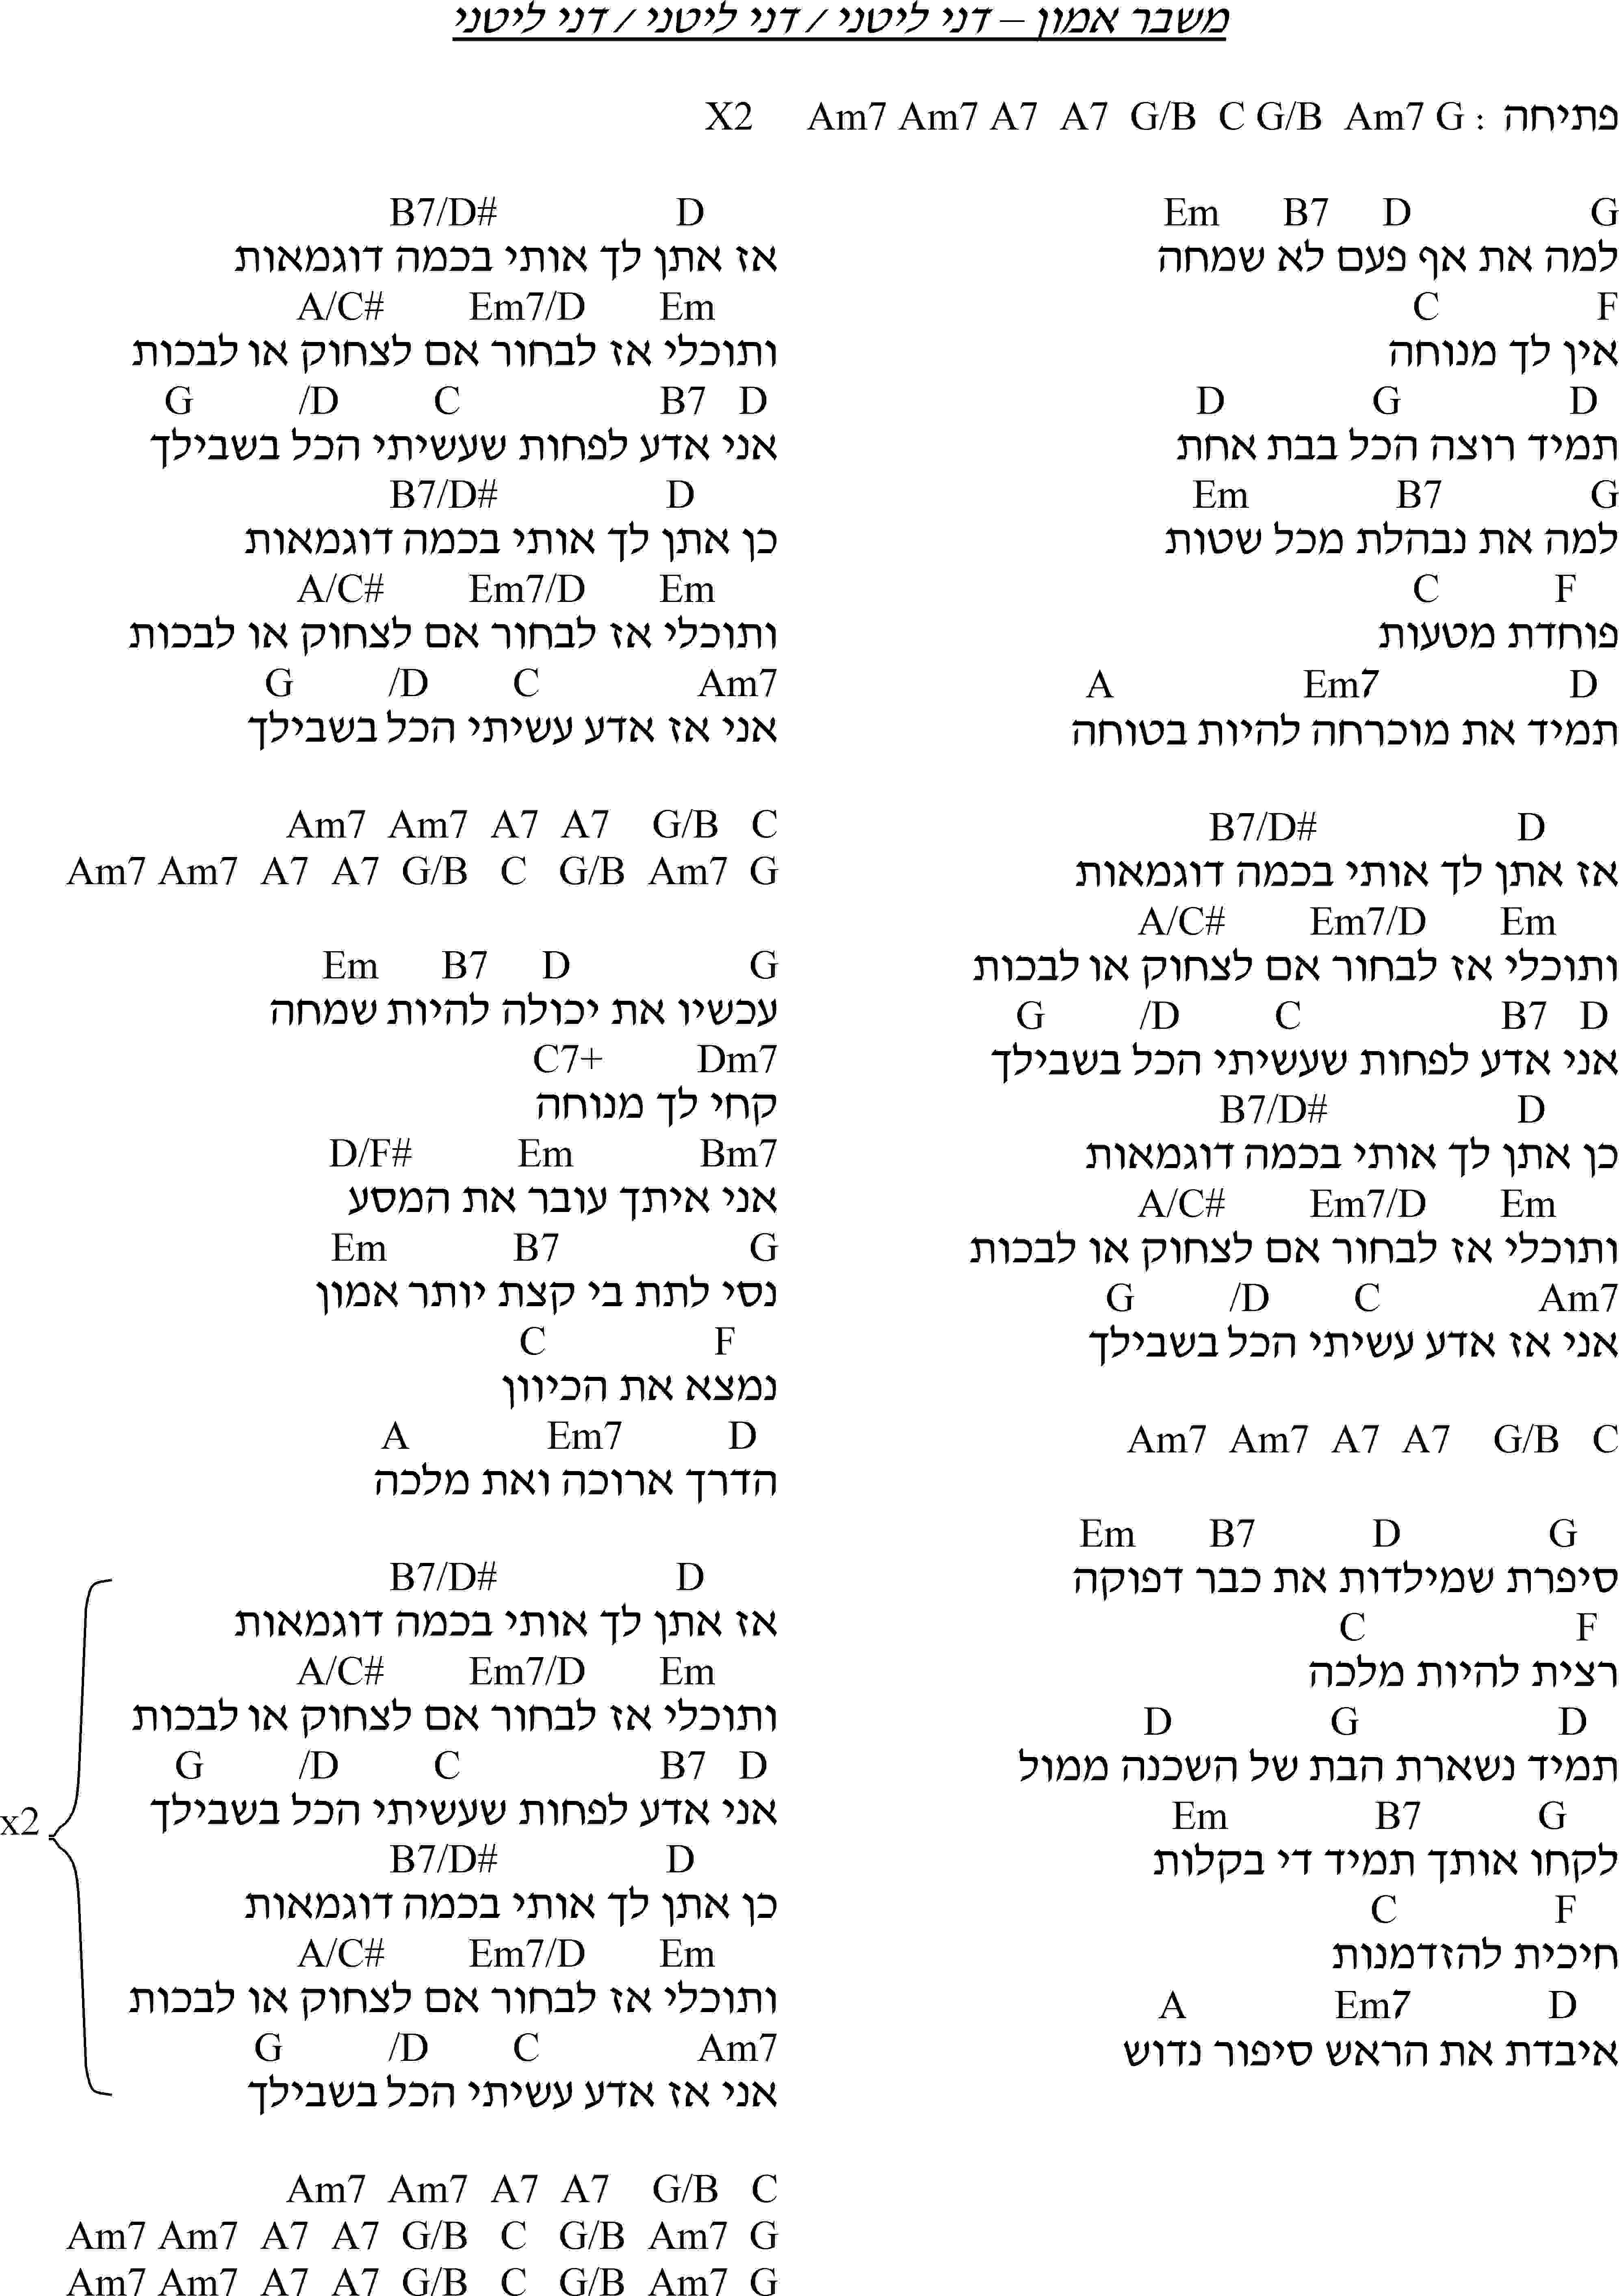 משבר אמון – דני ליטני / דני ליטני / דני ליטני
פתיחה : Am7 Am7 A7 A7 G/B C G/B Am7 G X2
Em B7 D G
למה את אף פעם לא שמחה
C F
אין לך מנוחה
D G D
תמיד רוצה הכל בבת אחת
Em B7 G
למה את נבהלת מכל שטות
C F
פוחדת מטעות
A Em7 D
תמיד את מוכרחה להיות בטוחה
B7/D# D
אז אתן לך אותי בכמה דוגמאות
A/C# Em7/D Em
ותוכלי אז לבחור אם לצחוק או לבכות
G /D C B7 D
אני אדע לפחות שעשיתי הכל בשבילך
B7/D# D
כן אתן לך אותי בכמה דוגמאות
A/C# Em7/D Em
ותוכלי אז לבחור אם לצחוק או לבכות
G /D C Am7
אני אז אדע עשיתי הכל בשבילך
Am7 Am7 A7 A7 G/B C
Em B7 D G
סיפרת שמילדות את כבר דפוקה
C F
רצית להיות מלכה
D G D
תמיד נשארת הבת של השכנה ממול
Em B7 G
לקחו אותך תמיד די בקלות
C F
חיכית להזדמנות
A Em7 D
איבדת את הראש סיפור נדוש
B7/D# D
אז אתן לך אותי בכמה דוגמאות
A/C# Em7/D Em
ותוכלי אז לבחור אם לצחוק או לבכות
G /D C B7 D
אני אדע לפחות שעשיתי הכל בשבילך
B7/D# D
כן אתן לך אותי בכמה דוגמאות
A/C# Em7/D Em
ותוכלי אז לבחור אם לצחוק או לבכות
G /D C Am7
אני אז אדע עשיתי הכל בשבילך
Am7 Am7 A7 A7 G/B C
Am7 Am7 A7 A7 G/B C G/B Am7 G
Em B7 D G
עכשיו את יכולה להיות שמחה
C7+ Dm7
קחי לך מנוחה
D/F# Em Bm7
אני איתך עובר את המסע
Em B7 G
נסי לתת בי קצת יותר אמון
C F
נמצא את הכיוון
A Em7 D
הדרך ארוכה ואת מלכה
B7/D# D
אז אתן לך אותי בכמה דוגמאות
A/C# Em7/D Em
ותוכלי אז לבחור אם לצחוק או לבכות
G /D C B7 D
אני אדע לפחות שעשיתי הכל בשבילך
x2
B7/D# D
כן אתן לך אותי בכמה דוגמאות
A/C# Em7/D Em
ותוכלי אז לבחור אם לצחוק או לבכות
G /D C Am7
אני אז אדע עשיתי הכל בשבילך
Am7 Am7 A7 A7 G/B C
Am7 Am7 A7 A7 G/B C G/B Am7 G
Am7 Am7 A7 A7 G/B C G/B Am7 G